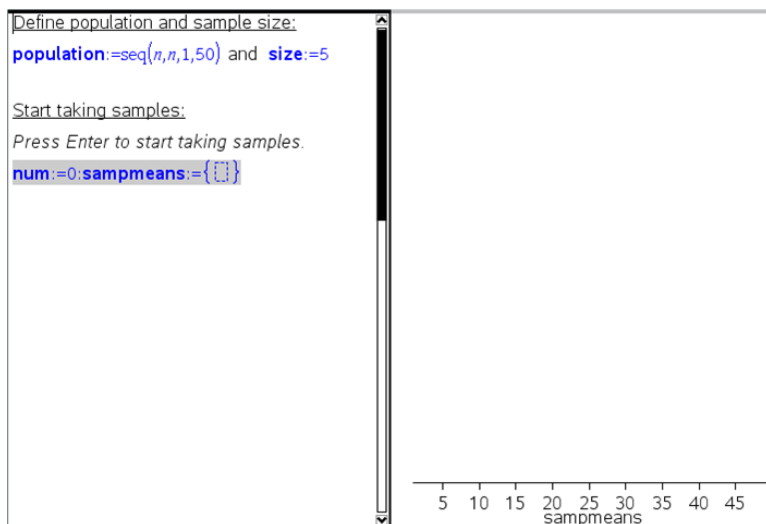 Define population and sample size:
population:=seq(n,n,1,50) and size:=5
Start taking samples:
Press Enter to start taking samples.
num:=0:sampmeans:={⬚}
5 10 15 20 25 30 35 40 45
sampmeans